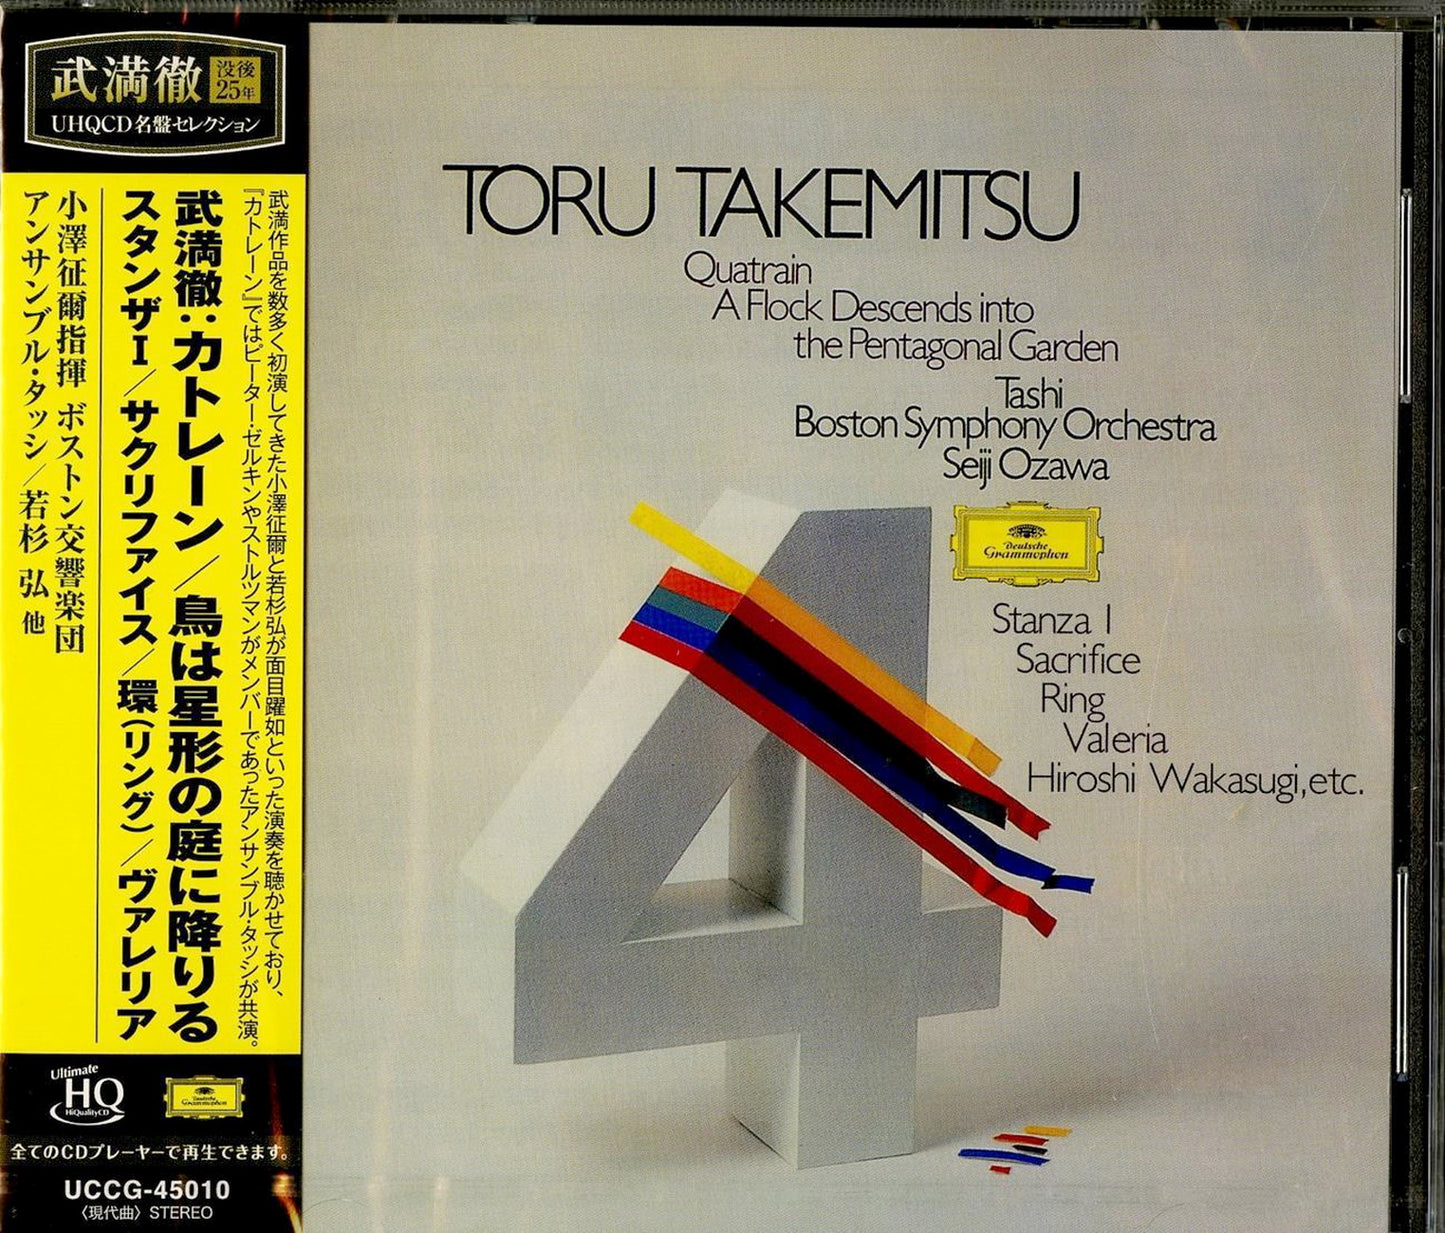 武満徹
没後
25年
UHQCD名盤セレクション
武満作品を数多く初演してきた小澤征爾と若杉弘が面目躍如といった演奏を聴かせており、
『カトレーン』ではピーター・ゼルキンやストルツマンがメンバーであったアンサンブル・タッシが共演。
武満徹：カトレーン／鳥は星形の庭に降りる
スタンザI／サクリファイス／環（リング）／ヴァレリア
小澤征爾指揮 ボストン交響楽団
アンサンブル・タッシ／若杉 弘 他
Ultimate
HQ
HiQualityCD
Deutsche
Grammophon
全てのCDプレーヤーで再生できます。
UCCG-45010
〈現代曲〉STEREO
TORU TAKEMITSU
Quatrain
A Flock Descends into
the Pentagonal Garden
Tashi
Boston Symphony Orchestra
Seiji Ozawa
Deutsche
Grammophon
Stanza I
Sacrifice
Ring
Valeria
Hiroshi Wakasugi,etc.
4